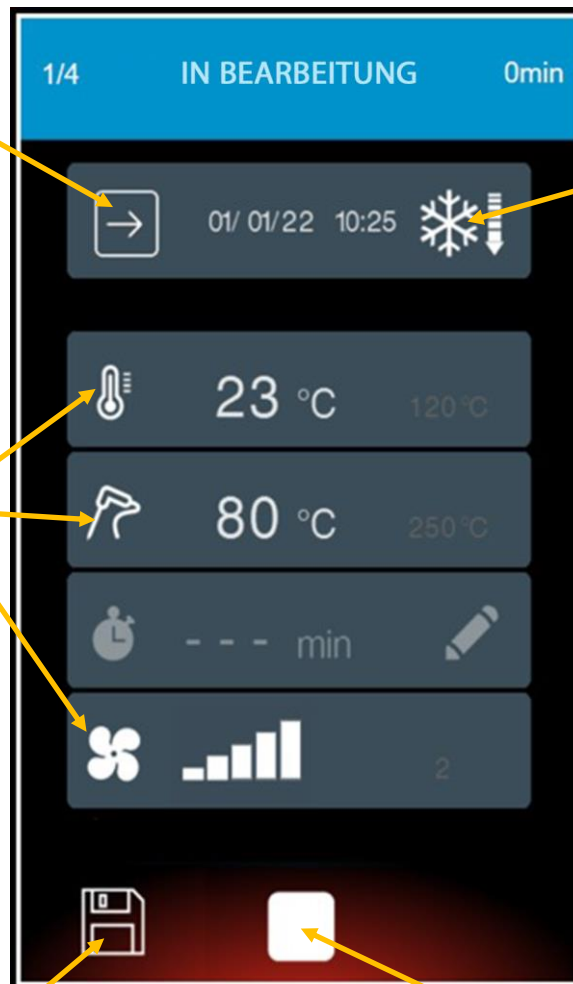 1/4 IN BEARBEITUNG 0min
01/ 01/22 10:25
23 °C 120 °C
80 °C 250 °C
- - - min
2